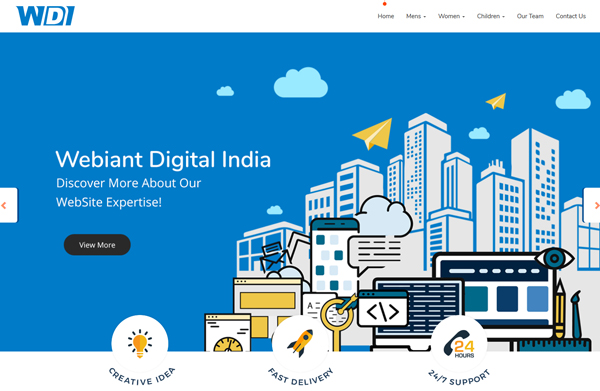 WDI
Home Mens Women Children Our Team Contact Us
Webiant Digital India
Discover More About Our
WebSite Expertise!
View More
A
</>
24
HOURS
CREATIVE IDEA
FAST DELIVERY
24/7 SUPPORT